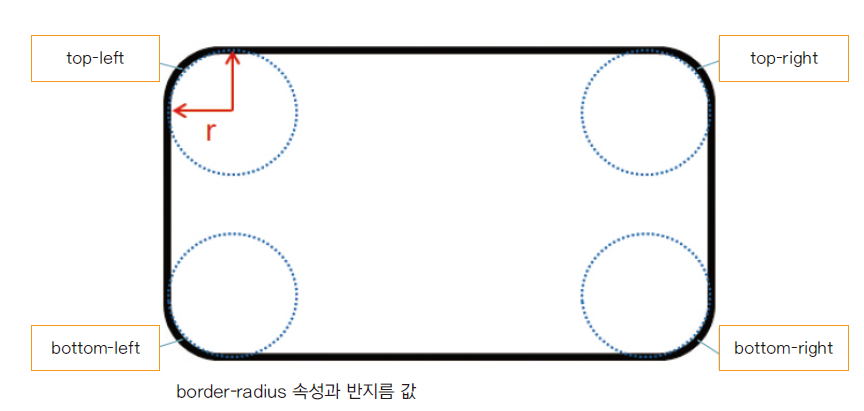 top-left
top-right
r
bottom-left
bottom-right
border-radius 속성과 반지름 값